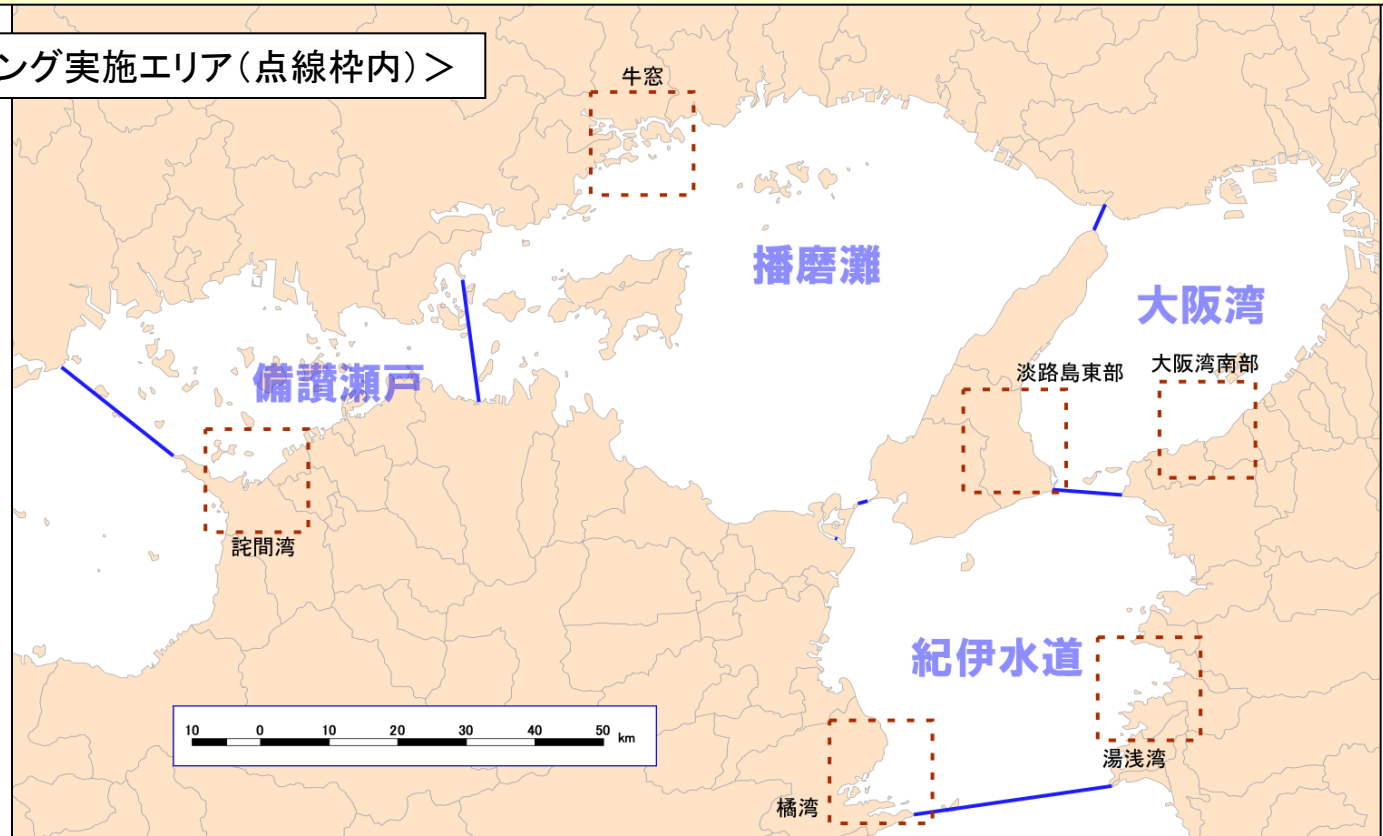 ング実施エリア（点線枠内）＞
牛窓
播磨灘
大阪湾
備讃瀬戸
淡路島東部
大阪湾南部
詫間湾
紀伊水道
10 0 10 20 30 40 50 km
湯浅湾
橘湾